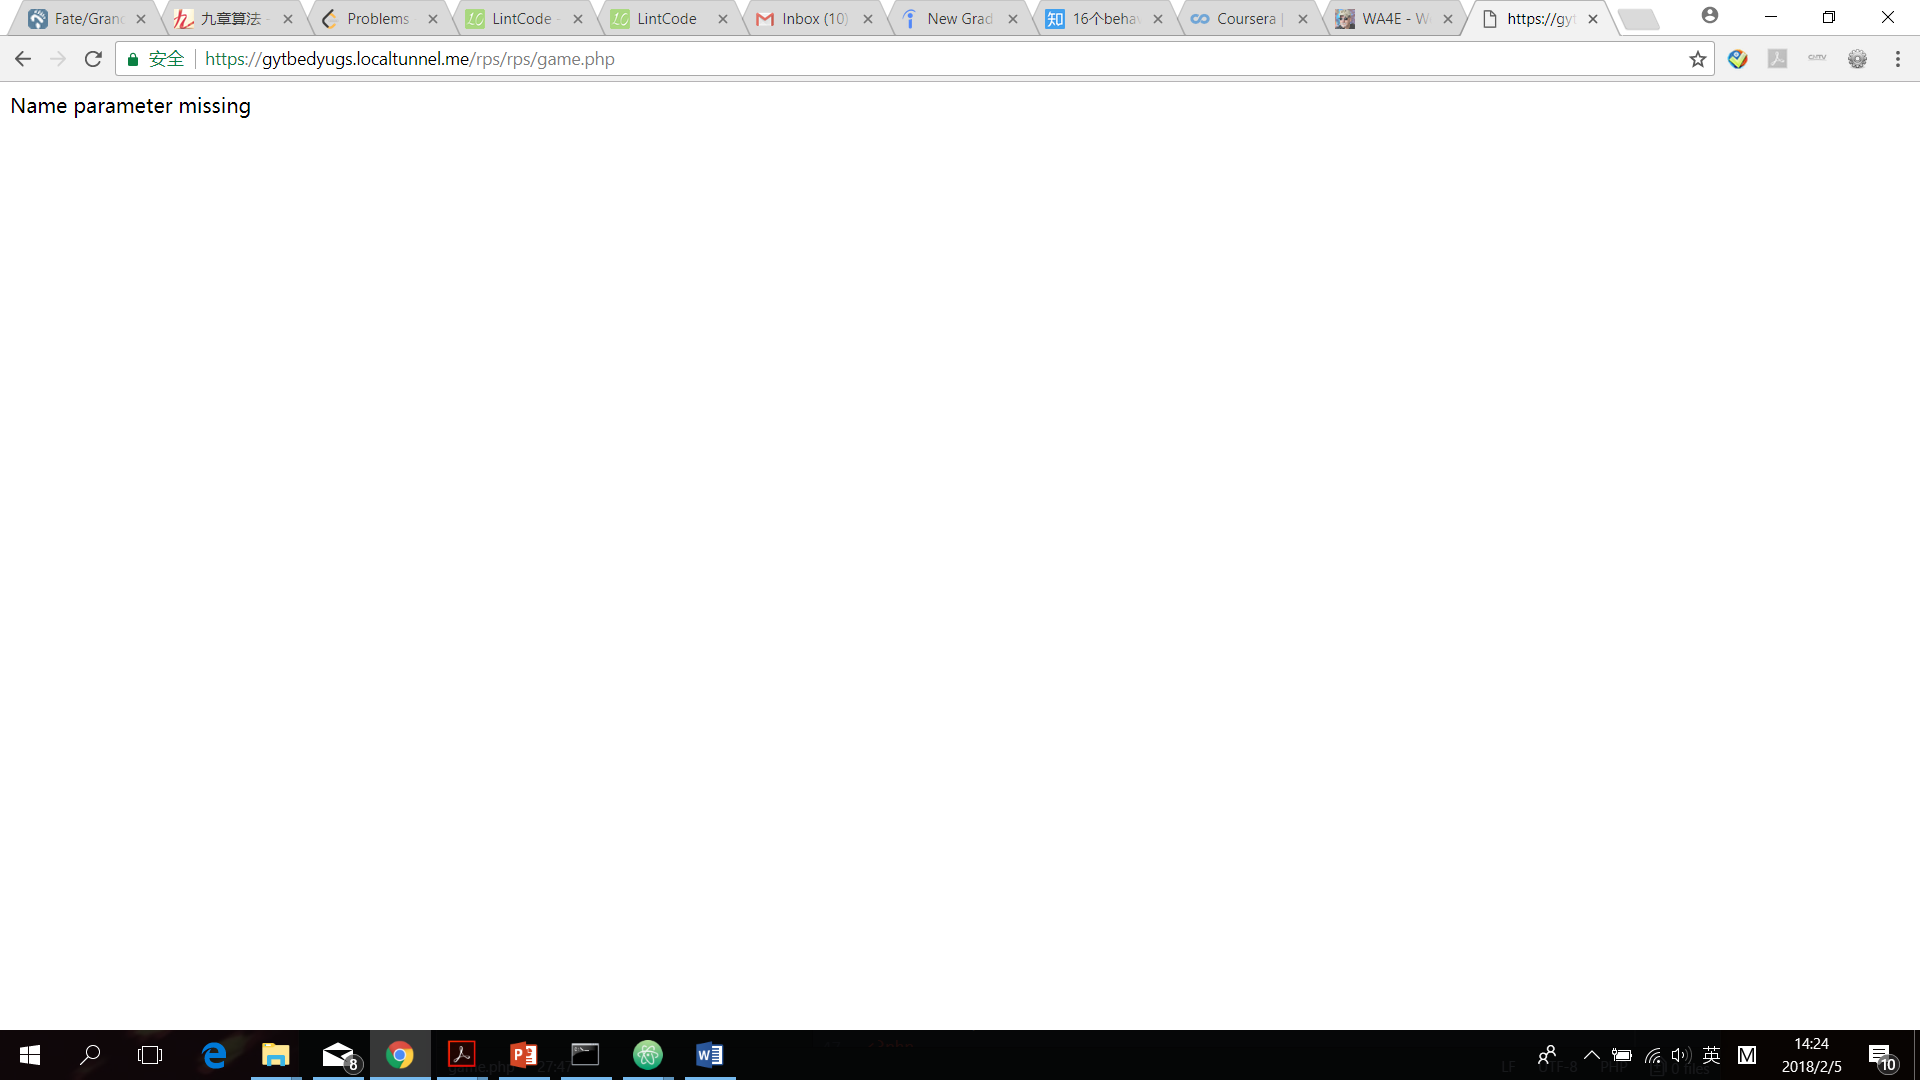 Fate/Granc
九章算法 -
Problems
LintCode -
LintCode
Inbox (10)
New Grad
16个behav
Coursera |
WA4E - W
https://gyt
安全
https://gytbedyugs.localtunnel.me/rps/rps/game.php
Name parameter missing
8
英
M
14:24
2018/2/5
10